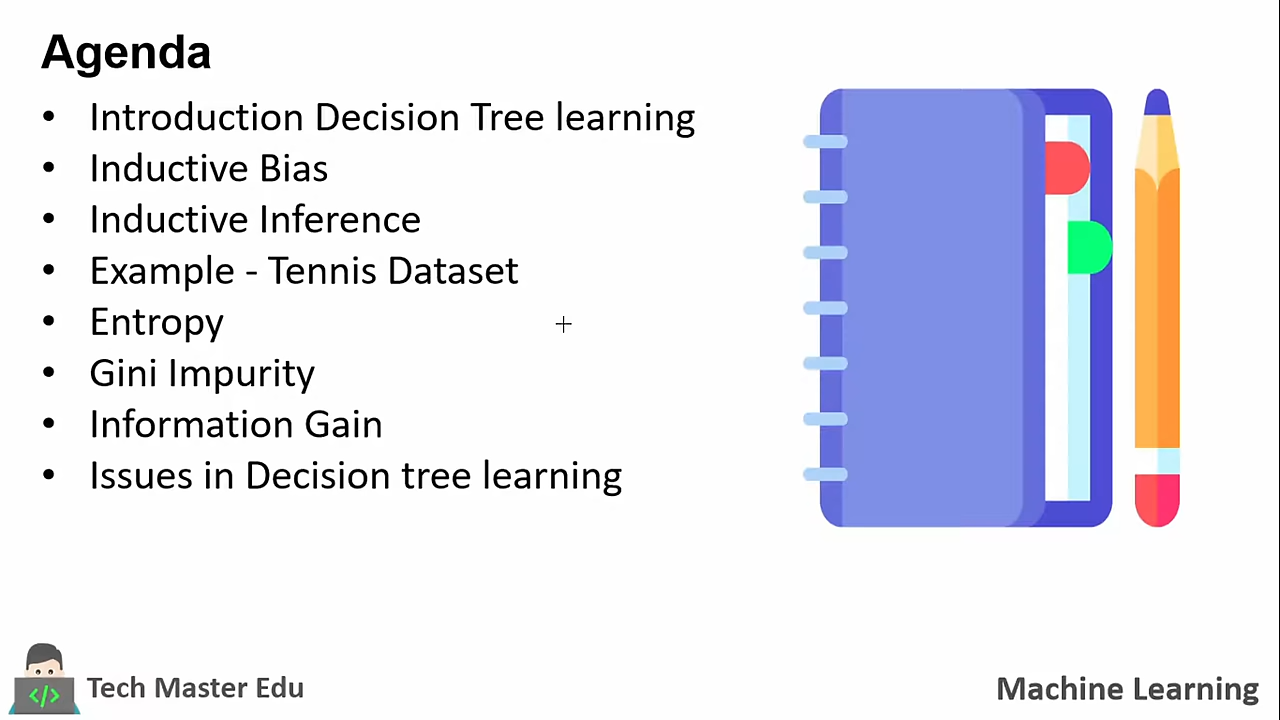 Agenda
• Introduction Decision Tree learning
• Inductive Bias
• Inductive Inference
• Example - Tennis Dataset
• Entropy
• Gini Impurity
• Information Gain
• Issues in Decision tree learning
</> Tech Master Edu
Machine Learning